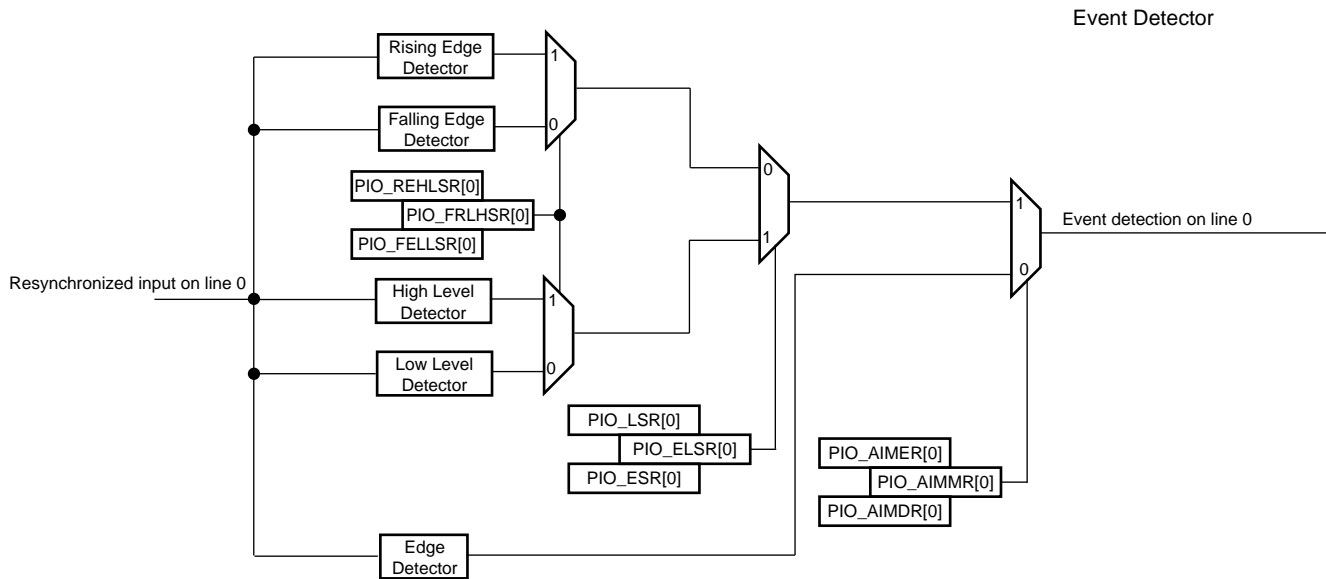 Event Detector
Rising Edge
Detector
1
Falling Edge
Detector
0
0
PIO_REHLSR[0]
PIO_FRLHSR[0]
PIO_FELLSR[0]
1
1
Event detection on line 0
0
Resynchronized input on line 0
High Level
Detector
1
Low Level
Detector
0
PIO_LSR[0]
PIO_ELSR[0]
PIO_ESR[0]
PIO_AIMER[0]
PIO_AIMMR[0]
PIO_AIMDR[0]
Edge
Detector